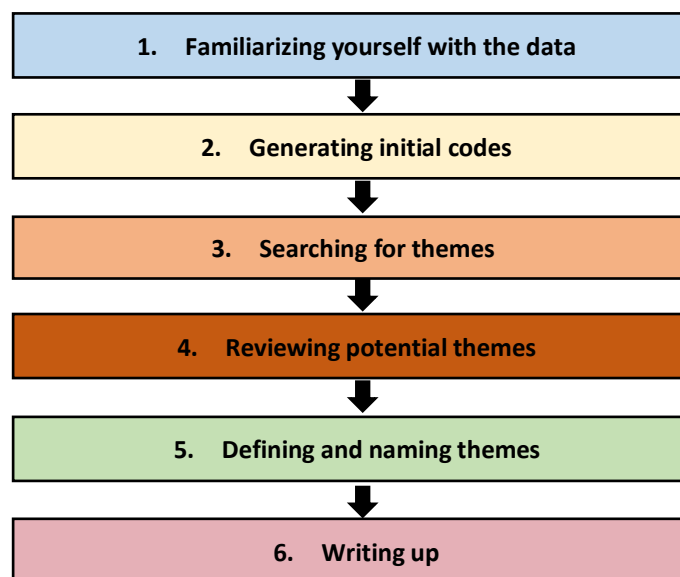 1. Familiarizing yourself with the data
2. Generating initial codes
3. Searching for themes
4. Reviewing potential themes
5. Defining and naming themes
6. Writing up